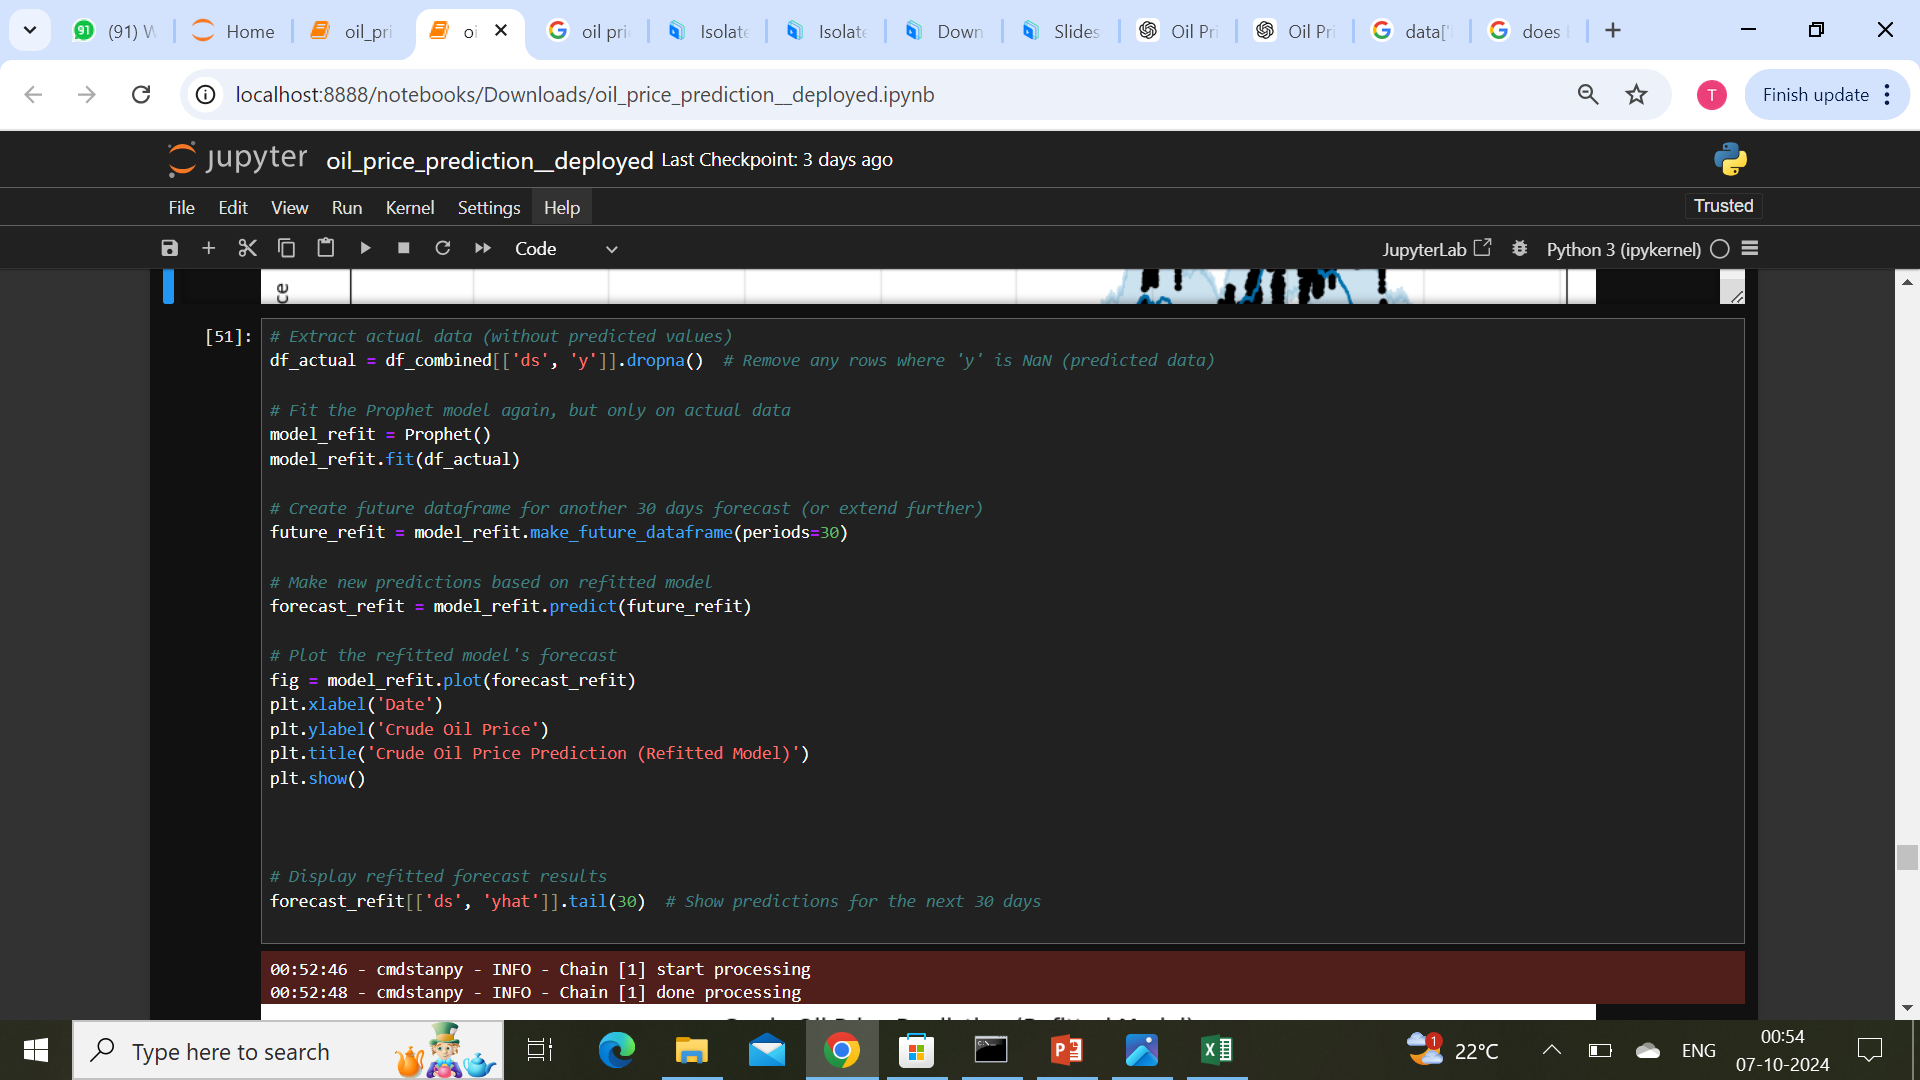 91 (91) W
Home
oil_pri
oi
oil pri
Isolate
Isolate
Down
Slides
Oil Pri
Oil Pri
data['
does
localhost:8888/notebooks/Downloads/oil_price_prediction__deployed.ipynb
T
Finish update
jupyter oil_price_prediction__deployed Last Checkpoint: 3 days ago
File Edit View Run Kernel Settings Help
Trusted
Code
JupyterLab
Python 3 (ipykernel)
ce
[51]:
# Extract actual data (without predicted values)
df_actual = df_combined[['ds', 'y']].dropna()  # Remove any rows where 'y' is NaN (predicted data)
# Fit the Prophet model again, but only on actual data
model_refit = Prophet()
model_refit.fit(df_actual)
# Create future dataframe for another 30 days forecast (or extend further)
future_refit = model_refit.make_future_dataframe(periods=30)
# Make new predictions based on refitted model
forecast_refit = model_refit.predict(future_refit)
# Plot the refitted model's forecast
fig = model_refit.plot(forecast_refit)
plt.xlabel('Date')
plt.ylabel('Crude Oil Price')
plt.title('Crude Oil Price Prediction (Refitted Model)')
plt.show()
# Display refitted forecast results
forecast_refit[['ds', 'yhat']].tail(30)  # Show predictions for the next 30 days
00:52:46 - cmdstanpy - INFO - Chain [1] start processing
00:52:48 - cmdstanpy - INFO - Chain [1] done processing
Crude Oil Price Prediction (Refitted Model)
Type here to search
1
22°C
ENG
00:54
07-10-2024